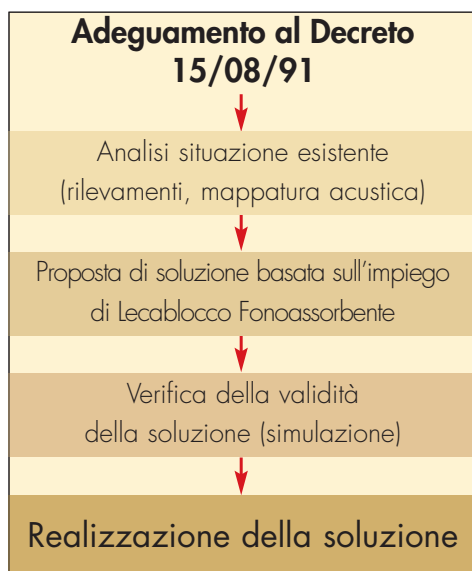 Adeguamento al Decreto
15/08/91
Analisi situazione esistente
(rilevamenti, mappatura acustica)
Proposta di soluzione basata sull'impiego
di Lecablocco Fonoassorbente
Verifica della validità
della soluzione (simulazione)
Realizzazione della soluzione